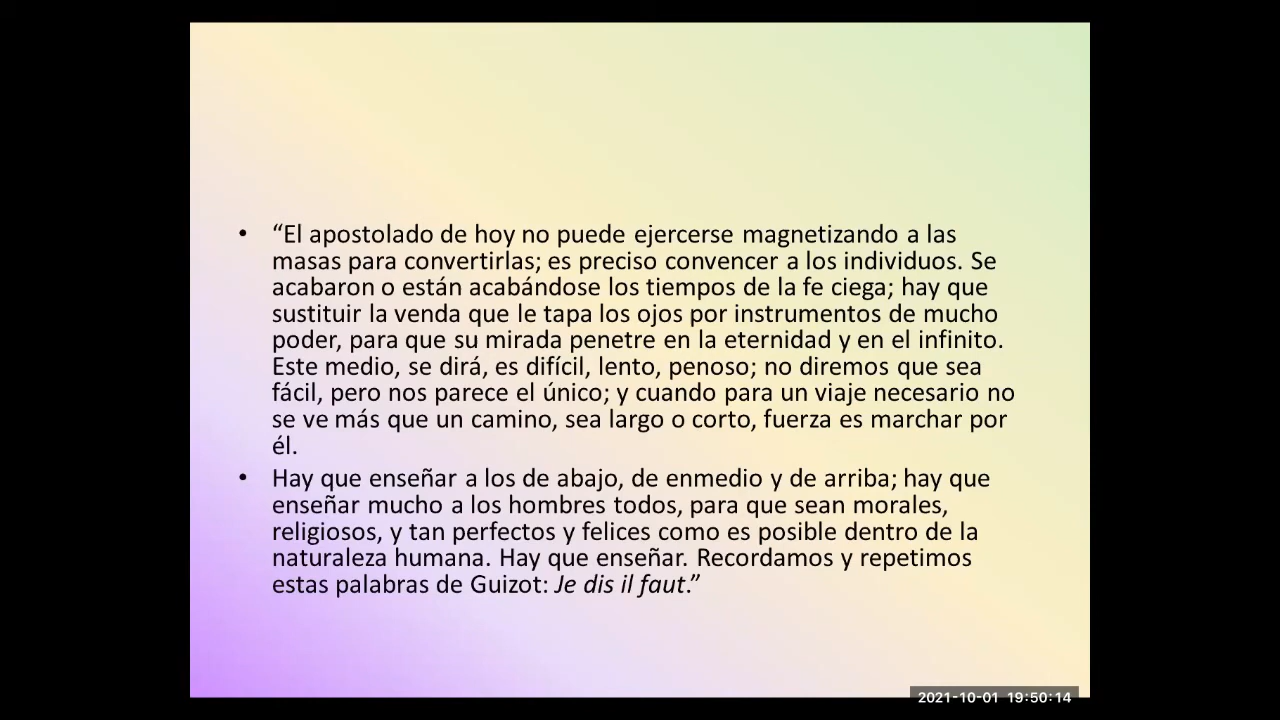 • “El apostolado de hoy no puede ejercerse magnetizando a las
masas para convertirlas; es preciso convencer a los individuos. Se
acabaron o están acabándose los tiempos de la fe ciega; hay que
sustituir la venda que le tapa los ojos por instrumentos de mucho
poder, para que su mirada penetre en la eternidad y en el infinito.
Este medio, se dirá, es difícil, lento, penoso; no diremos que sea
fácil, pero nos parece el único; y cuando para un viaje necesario no
se ve más que un camino, sea largo o corto, fuerza es marchar por
él.
• Hay que enseñar a los de abajo, de enmedio y de arriba; hay que
enseñar mucho a los hombres todos, para que sean morales,
religiosos, y tan perfectos y felices como es posible dentro de la
naturaleza humana. Hay que enseñar. Recordamos y repetimos
estas palabras de Guizot: Je dis il faut.”
2021-10-01 19:50:14